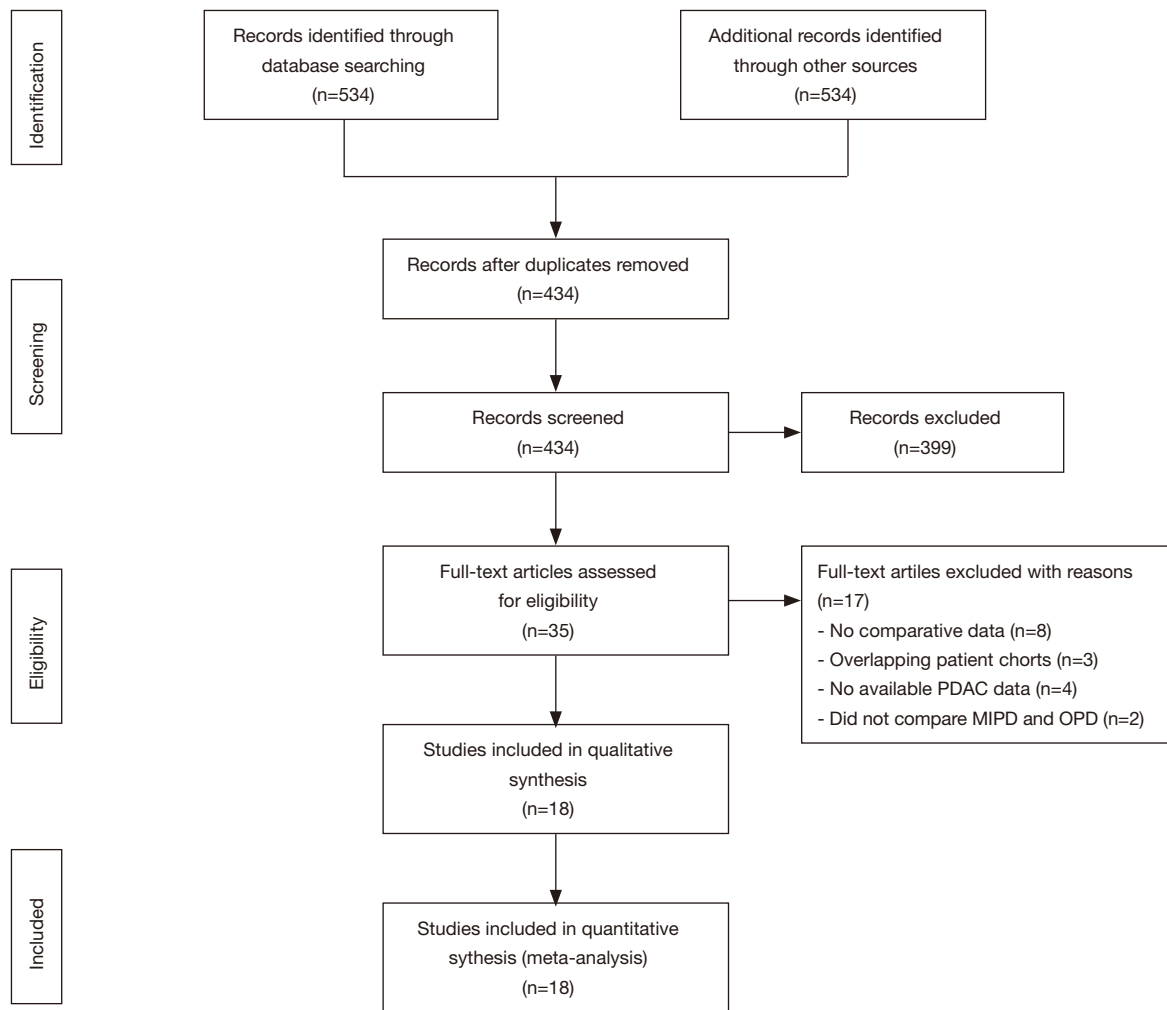 Identification
Records identified through
database searching
(n=534)
Additional records identified
through other sources
(n=534)
Screening
Records after duplicates removed
(n=434)
Records screened
(n=434)
Records excluded
(n=399)
Eligibility
Full-text articles assessed
for eligibility
(n=35)
Full-text artiles excluded with reasons
(n=17)
- No comparative data (n=8)
- Overlapping patient chorts (n=3)
- No available PDAC data (n=4)
- Did not compare MIPD and OPD (n=2)
Studies included in qualitative
synthesis
(n=18)
Included
Studies included in quantitative
sythesis (meta-analysis)
(n=18)